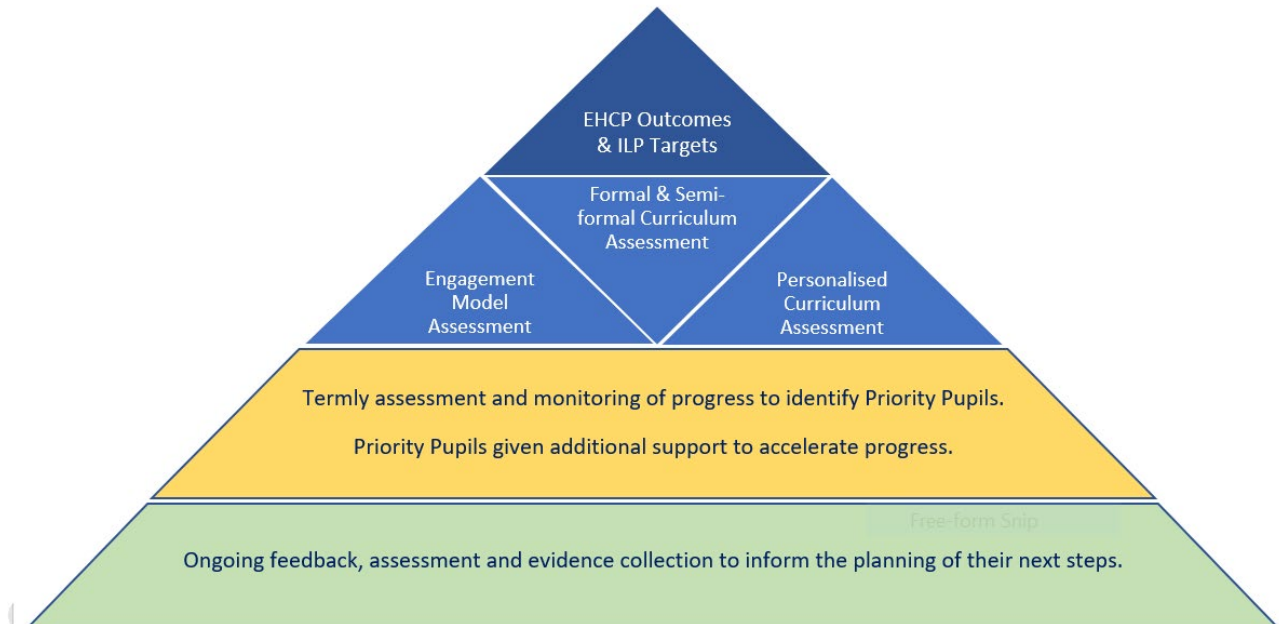 EHCP Outcomes
& ILP Targets
Formal & Semi-
formal Curriculum
Assessment
Engagement
Model
Assessment
Personalised
Curriculum
Assessment
Termly assessment and monitoring of progress to identify Priority Pupils.
Priority Pupils given additional support to accelerate progress.
Free-form Snip
Ongoing feedback, assessment and evidence collection to inform the planning of their next steps.